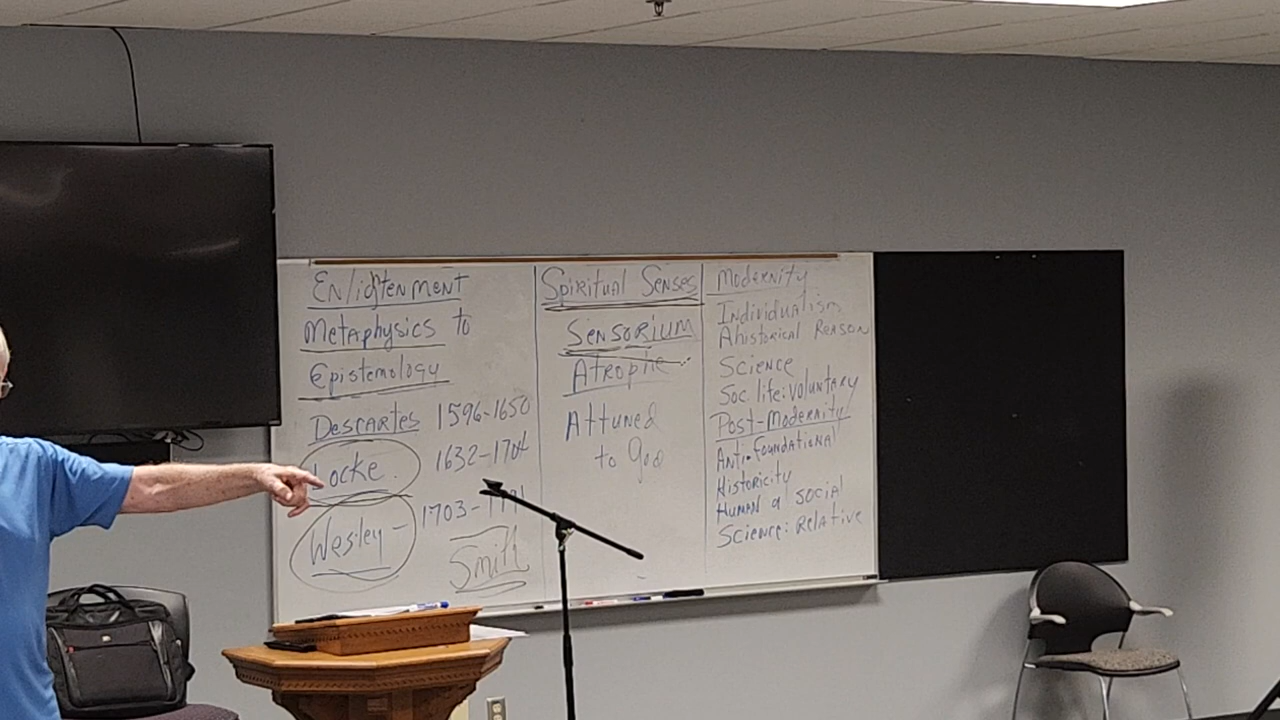 Enlightenment
Metaphysics to
Epistemology
Descartes 1596-1650
Locke 1632-1704
Wesley - 1703-
Smith
Spiritual Senses
Sensorium
Atrophie
Attuned
to God
Modernity
Individualism
Ahistorical Reason
Science
Soc. life: voluntary
Post-Modernity
Anti-Foundational
Historicity
Human a social
Science: Relative